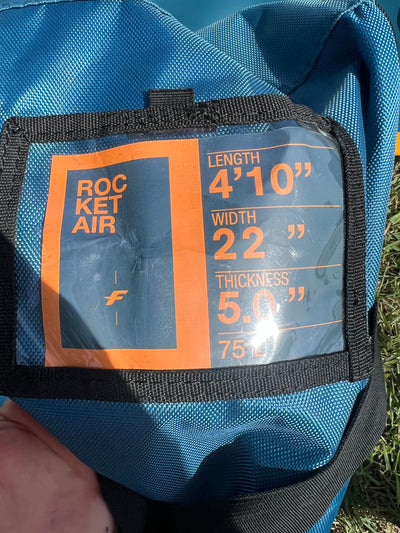 ROC
KET
AIR
LENGTH
4'10"
WIDTH
22 "
THICKNESS
5.0"
75 L